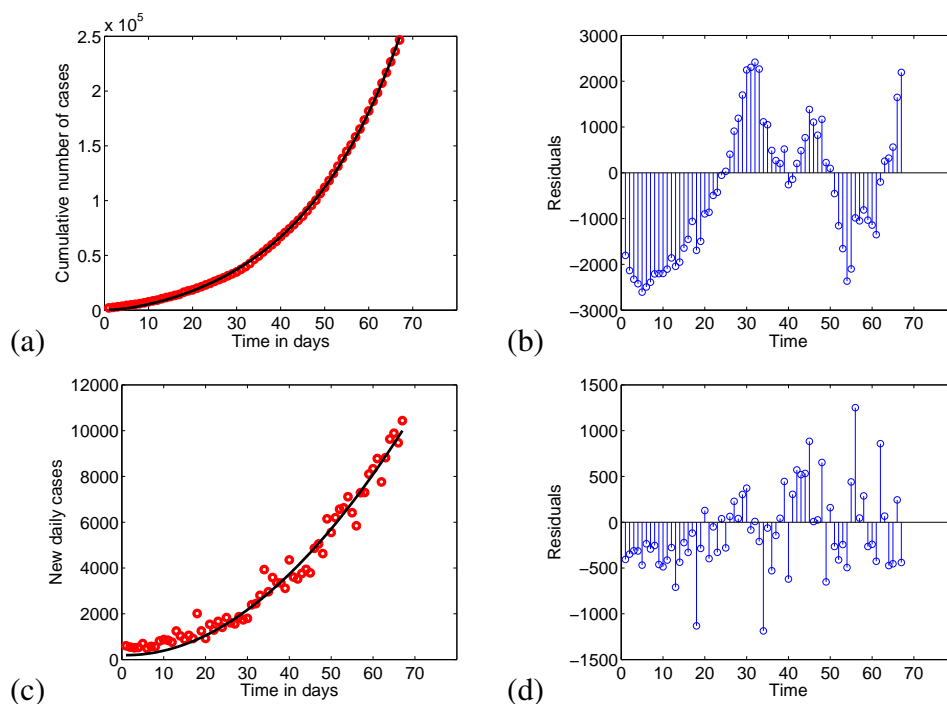 x 10^5
2.5
2
1.5
1
0.5
0
0 10 20 30 40 50 60 70
Cumulative number of cases
Time in days
(a)
3000
2000
1000
0
−1000
−2000
−3000
0 10 20 30 40 50 60 70
Residuals
Time
(b)
12000
10000
8000
6000
4000
2000
0
0 10 20 30 40 50 60 70
New daily cases
Time in days
(c)
1500
1000
500
0
−500
−1000
−1500
0 10 20 30 40 50 60 70
Residuals
Time
(d)